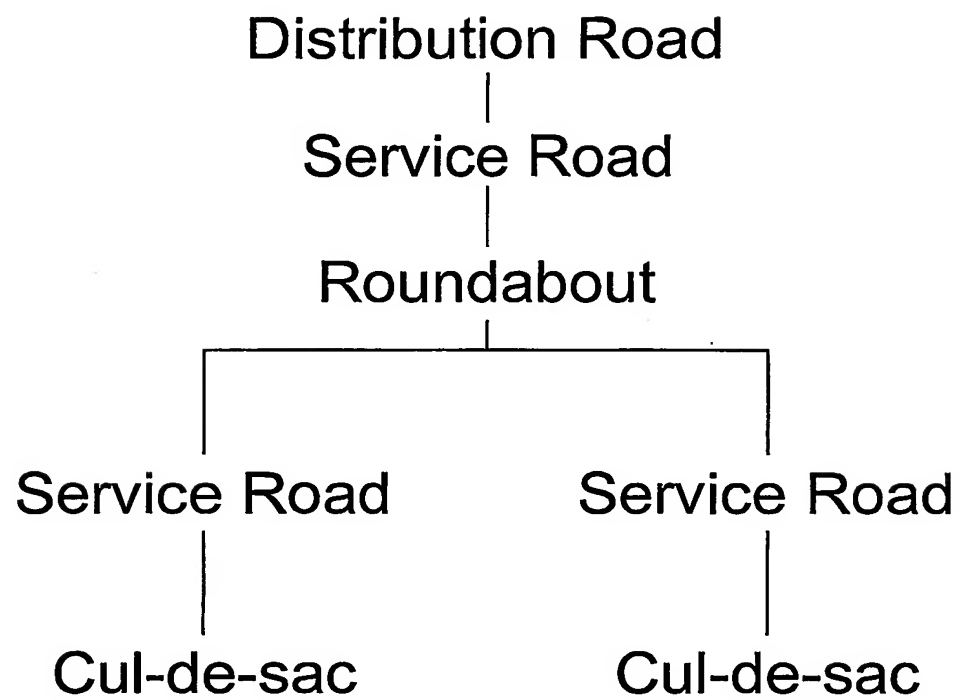 Distribution Road
Service Road
Roundabout
Service Road Service Road
Cul-de-sac Cul-de-sac